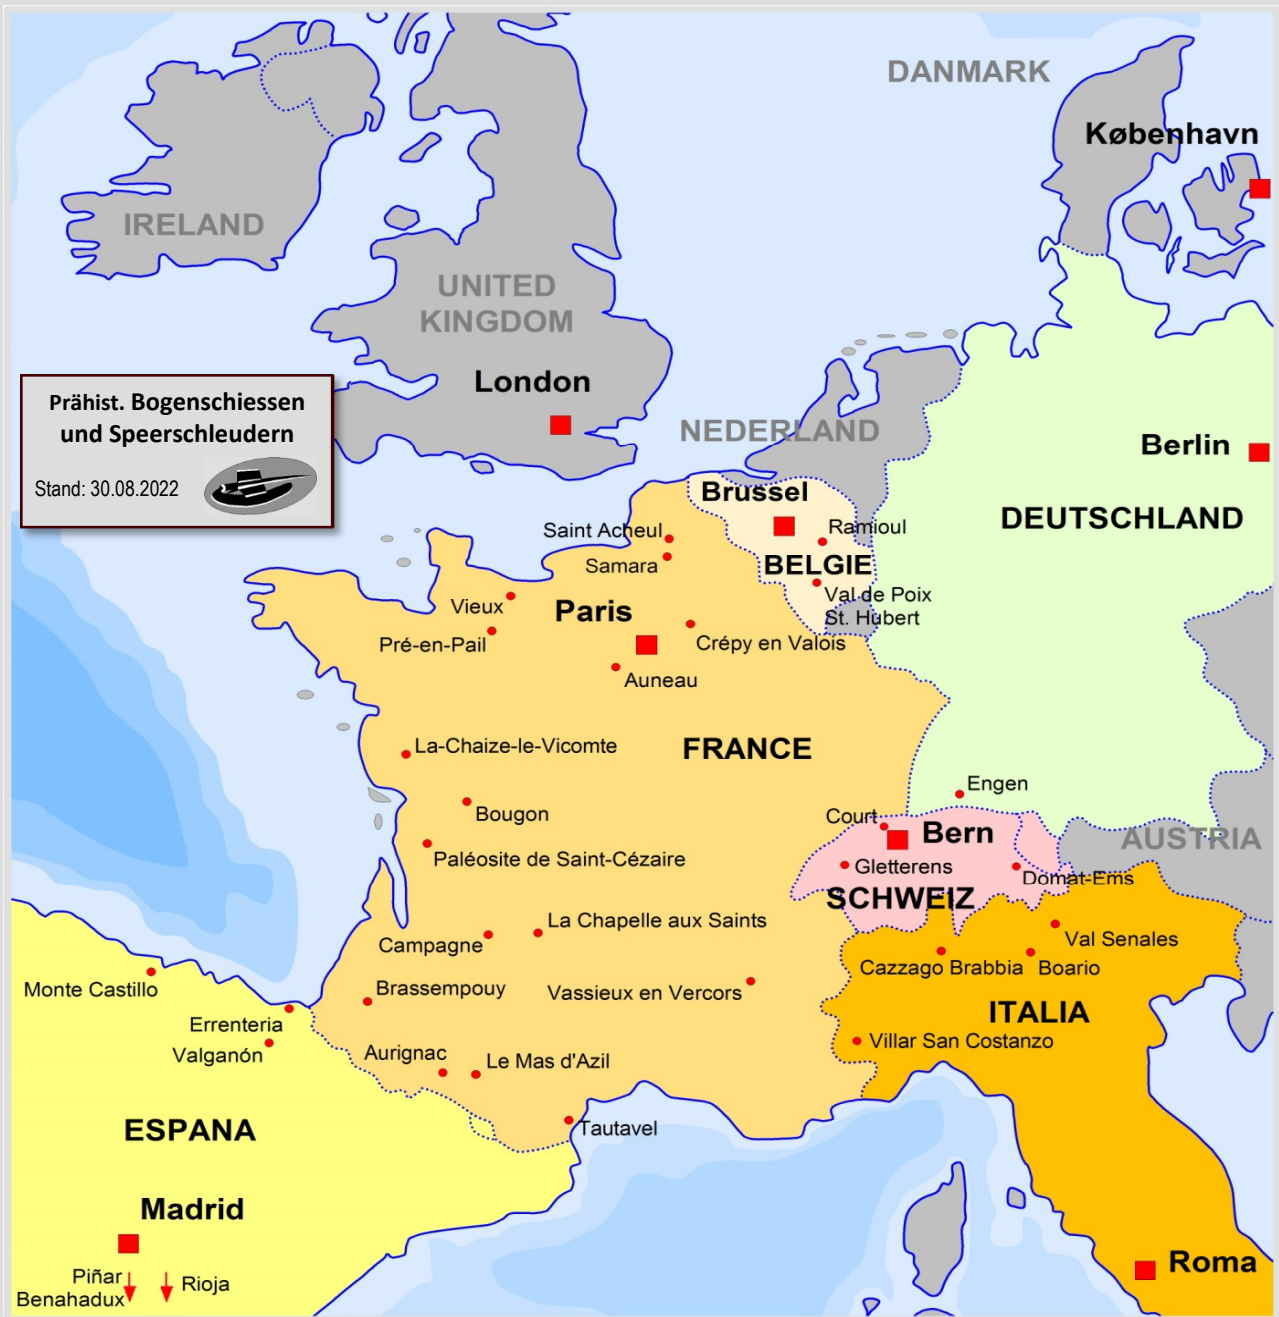 DANMARK
København
IRELAND
UNITED
KINGDOM
London
Prähist. Bogenschiessen
und Speerschleudern
Stand: 30.08.2022
NEDERLAND
Berlin
Brussel
DEUTSCHLAND
Saint Acheul
Ramioul
Samara
BELGIE
Val de Poix
St. Hubert
Vieux
Paris
Pré-en-Pail
Crépy en Valois
Auneau
La-Chaize-le-Vicomte
FRANCE
Engen
Bougon
Court
Bern
AUSTRIA
Paléosite de Saint-Cézaire
Gletterens
Domat-Ems
SCHWEIZ
La Chapelle aux Saints
Campagne
Val Senales
Cazzago Brabbia
Boario
Monte Castillo
Brassempouy
Vassieux en Vercors
ITALIA
Errenteria
Valganón
Villar San Costanzo
Aurignac
Le Mas d'Azil
ESPANA
Tautavel
Madrid
Roma
Piñar
Benahadux
Rioja